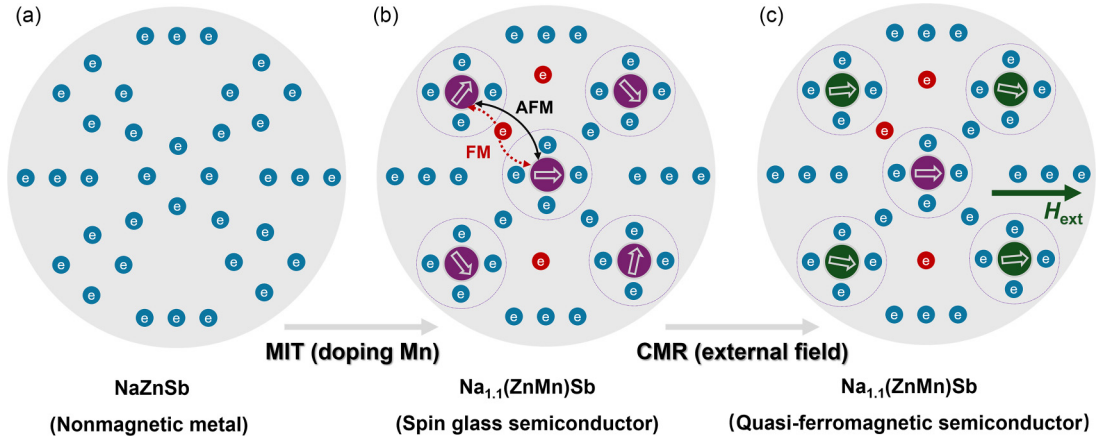 (a)
(b)
(c)
e e e
e e e e
e e e e
e e e e
e e e
e e e e e e
e e e
e e e e
e e e e
e e e e
e e e
e e e
e e
e
e e e e
AFM
e e e
e
FM
e
e e e e e e e e
e
e e
e e
e e e e e
e e
e e e
e e e
e e
e
e e e e
e e e
e
e e e e e e e
H ext
e
e e
e e
e e e e e
e e
e e e
MIT (doping Mn)
CMR (external field)
NaZnSb
(Nonmagnetic metal)
Na1.1(ZnMn)Sb
(Spin glass semiconductor)
Na1.1(ZnMn)Sb
(Quasi-ferromagnetic semiconductor)